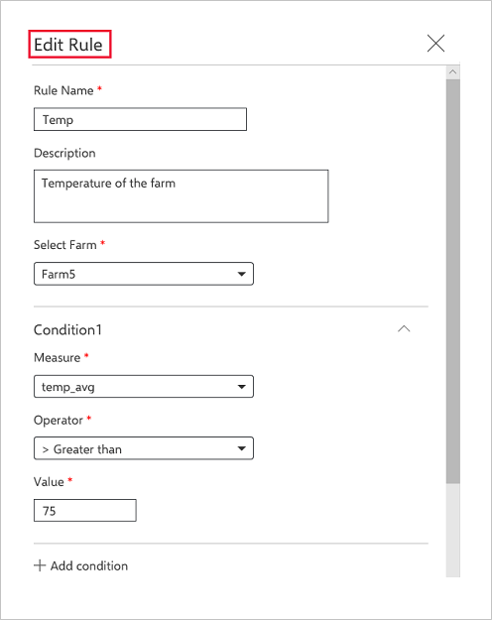 Edit Rule
Rule Name *
Temp
Description
Temperature of the farm
Select Farm *
Farm5
Condition1
Measure *
temp_avg
Operator *
> Greater than
Value *
75
+ Add condition